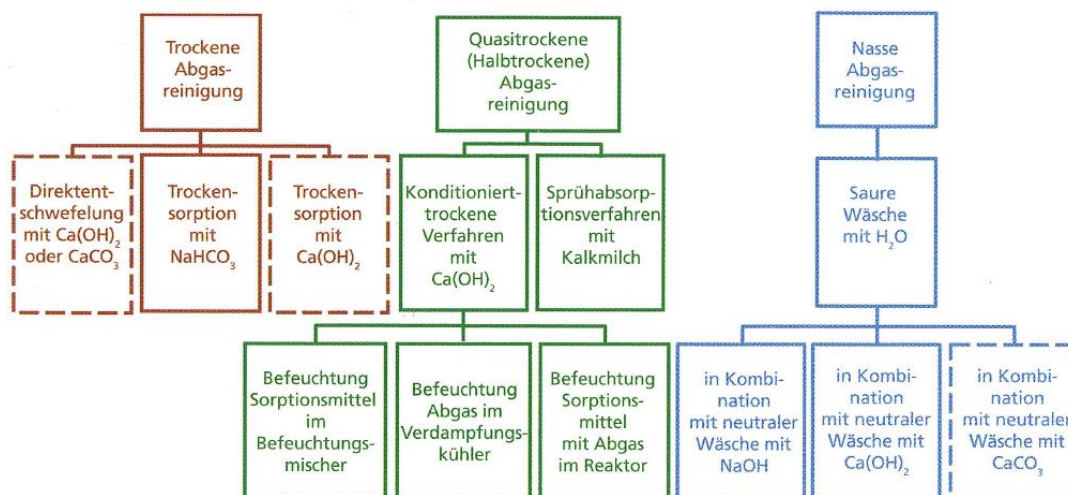 Trockene
Abgas-
reinigung
Quasitrockene
(Halbtrockene)
Abgas-
reinigung
Nasse
Abgas-
reinigung
Direktent-
schwefelung
mit Ca(OH)₂
oder CaCO₃
Trocken-
sorption
mit
NaHCO₃
Trocken-
sorption
mit
Ca(OH)₂
Konditioniert-
trockene
Verfahren
mit
Ca(OH)₂
Sprühabsorp-
tionsverfahren
mit
Kalkmilch
Saure
Wäsche
mit H₂O
Befeuchtung
Sorptionsmittel
im
Befeuchtungs-
mischer
Befeuchtung
Abgas im
Verdampfungs-
kühler
Befeuchtung
Sorptions-
mittel
mit Abgas
im Reaktor
in Kombi-
nation
mit neutraler
Wäsche mit
NaOH
in Kombi-
nation
mit neutraler
Wäsche mit
Ca(OH)₂
in Kombi-
nation
mit neutraler
Wäsche mit
CaCO₃